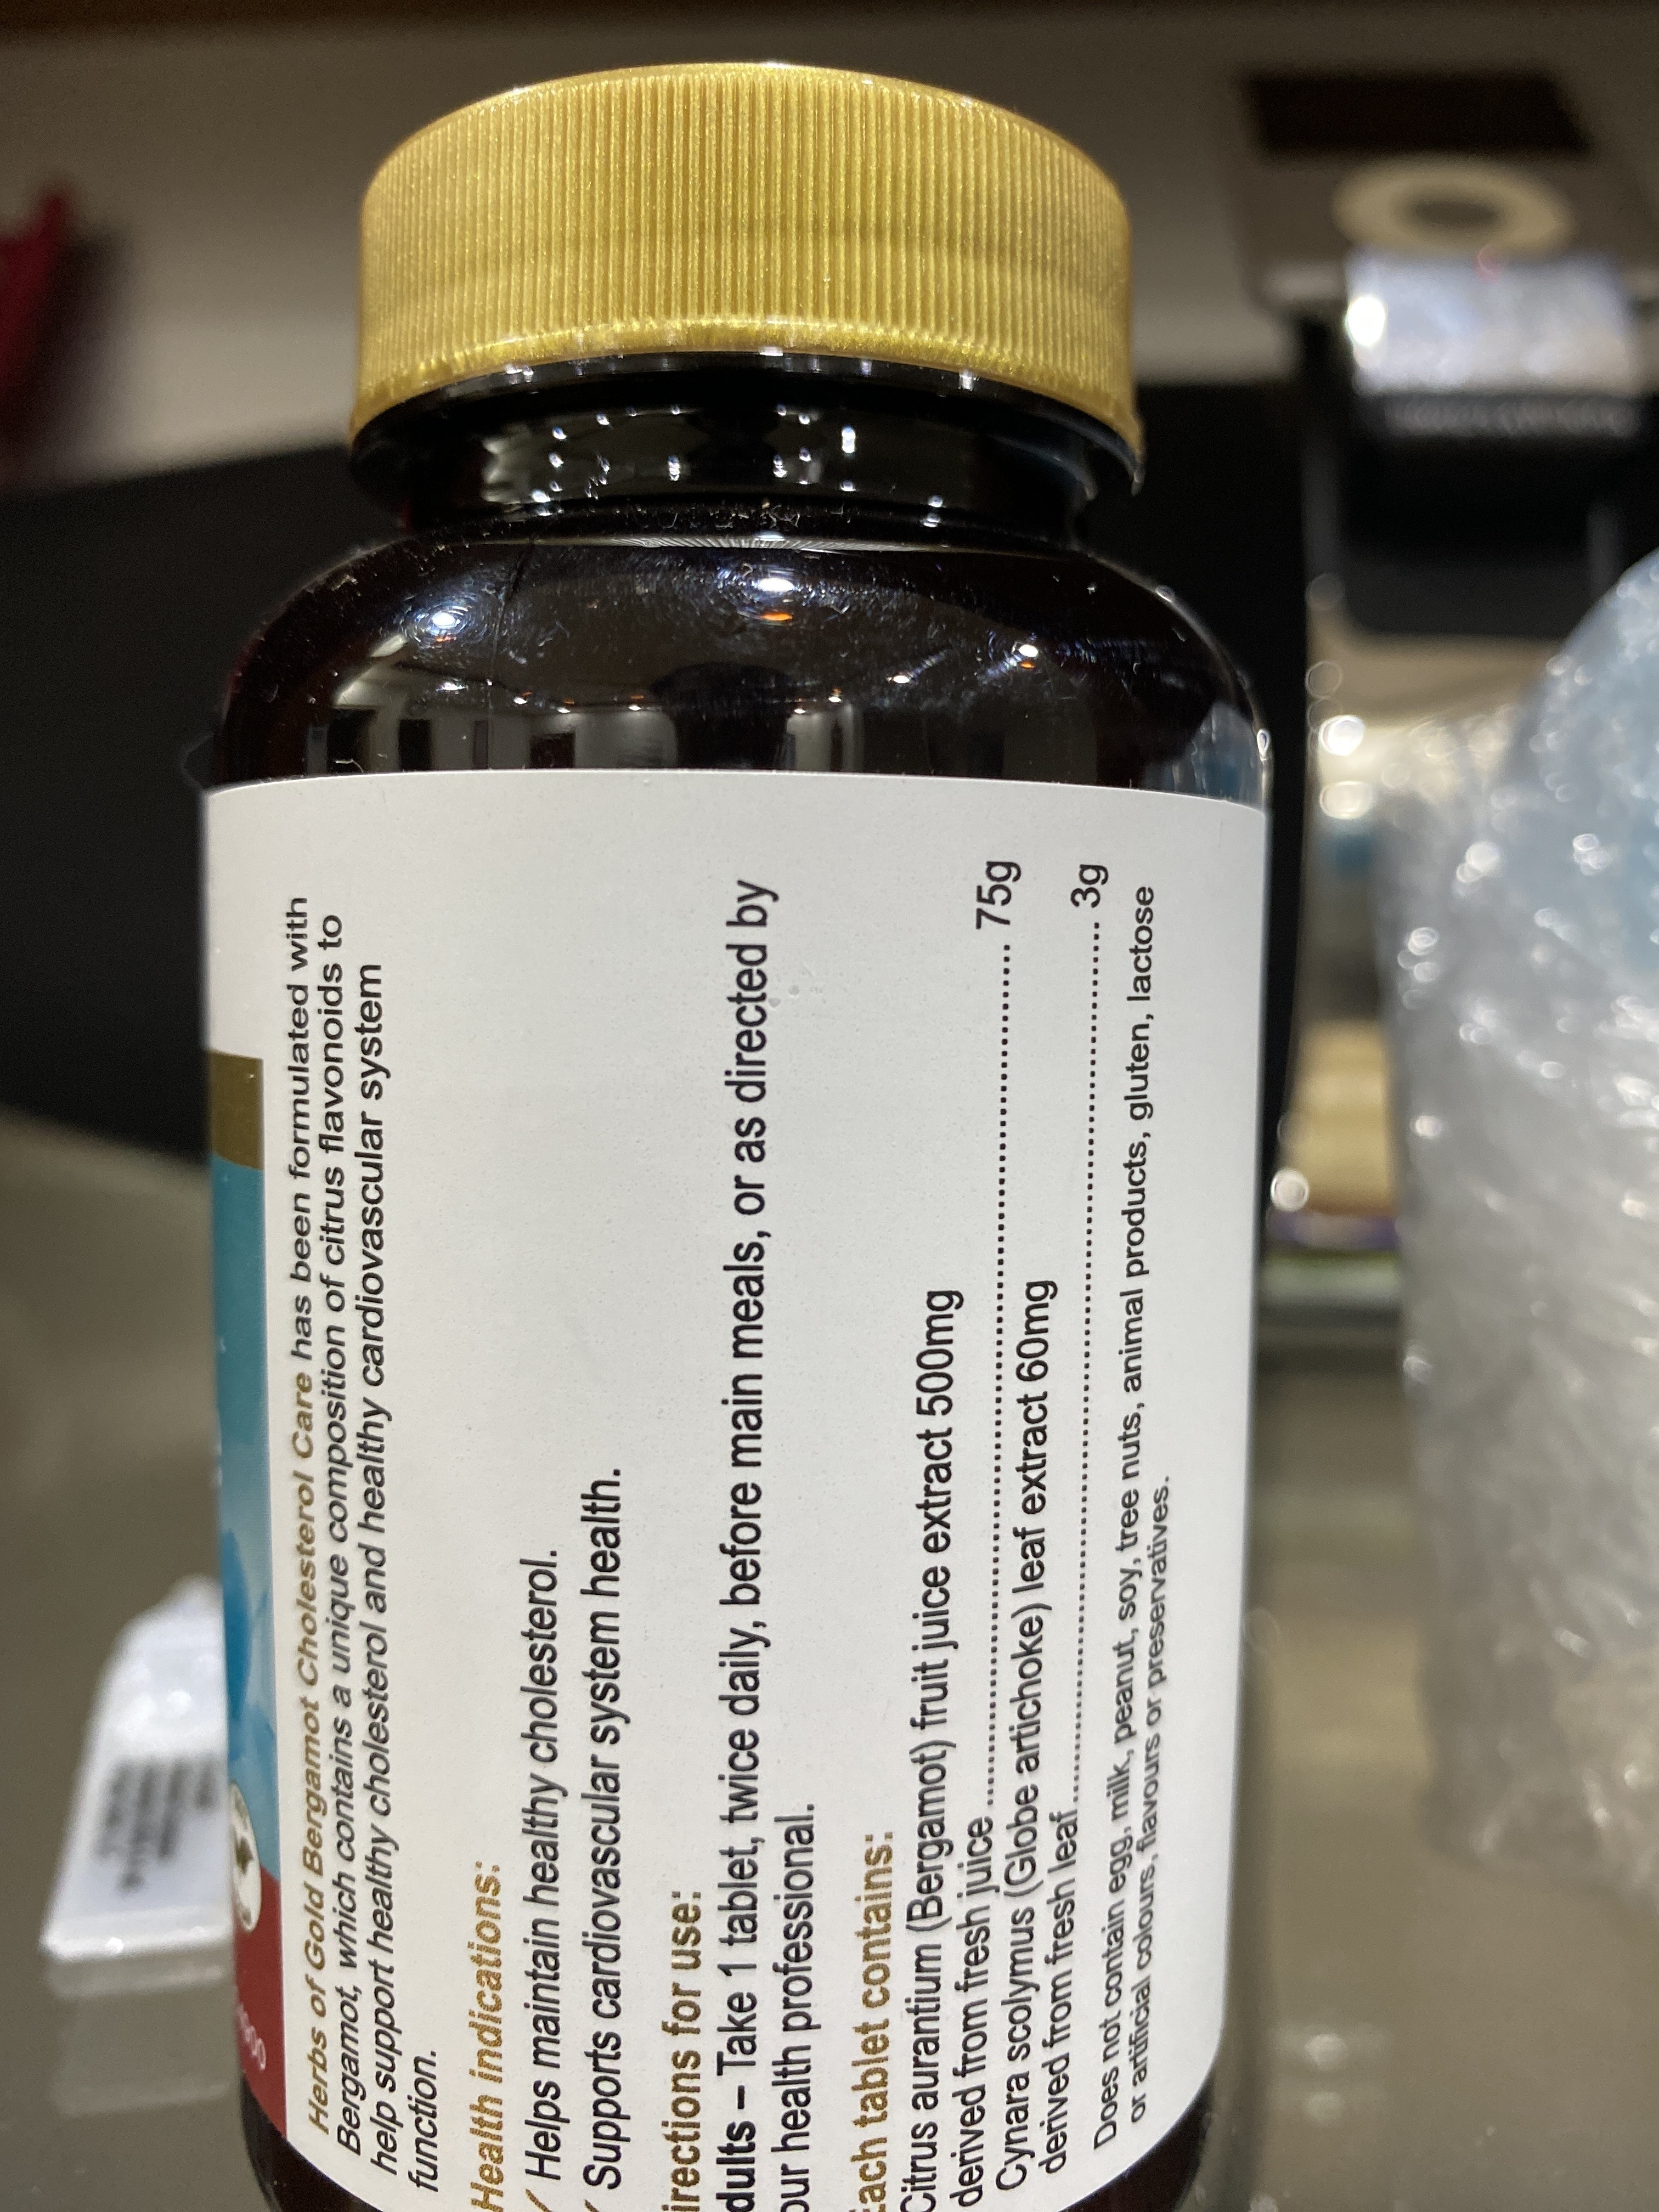 Herbs of Gold Bergamot Cholesterol Care has been formulated with
Bergamot, which contains a unique composition of citrus flavonoids to
help support healthy cholesterol and healthy cardiovascular system
function.
Health indications:
Helps maintain healthy cholesterol.
Supports cardiovascular system health.
irections for use:
dults – Take 1 tablet, twice daily, before main meals, or as directed by
our health professional.
ach tablet contains:
Citrus aurantium (Bergamot) fruit juice extract 500mg
derived from fresh juice ........................ 75g
Cynara scolymus (Globe artichoke) leaf extract 60mg
derived from fresh leaf ........................ 3g
Does not contain egg, milk, peanut, soy, tree nuts, animal products, gluten, lactose
or artificial colours, flavours or preservatives.